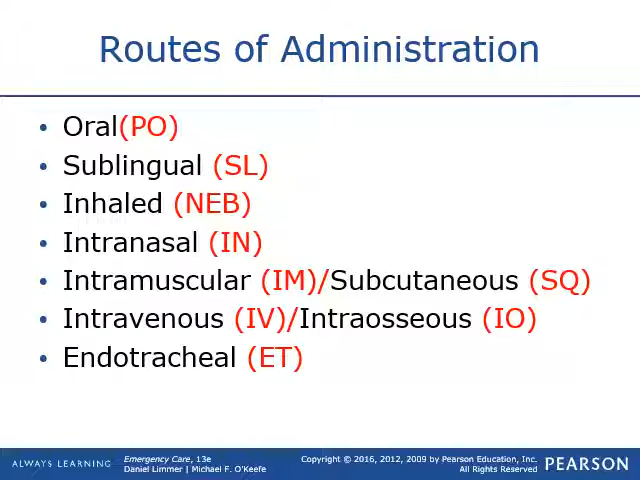 Routes of Administration
• Oral(PO)
• Sublingual (SL)
• Inhaled (NEB)
• Intranasal (IN)
• Intramuscular (IM)/Subcutaneous (SQ)
• Intravenous (IV)/Intraosseous (IO)
• Endotracheal (ET)
ALWAYS LEARNING
Emergency Care, 13e
Daniel Limmer | Michael F. O'Keefe
Copyright © 2016, 2012, 2009 by Pearson Education, Inc.
All Rights Reserved
PEARSON